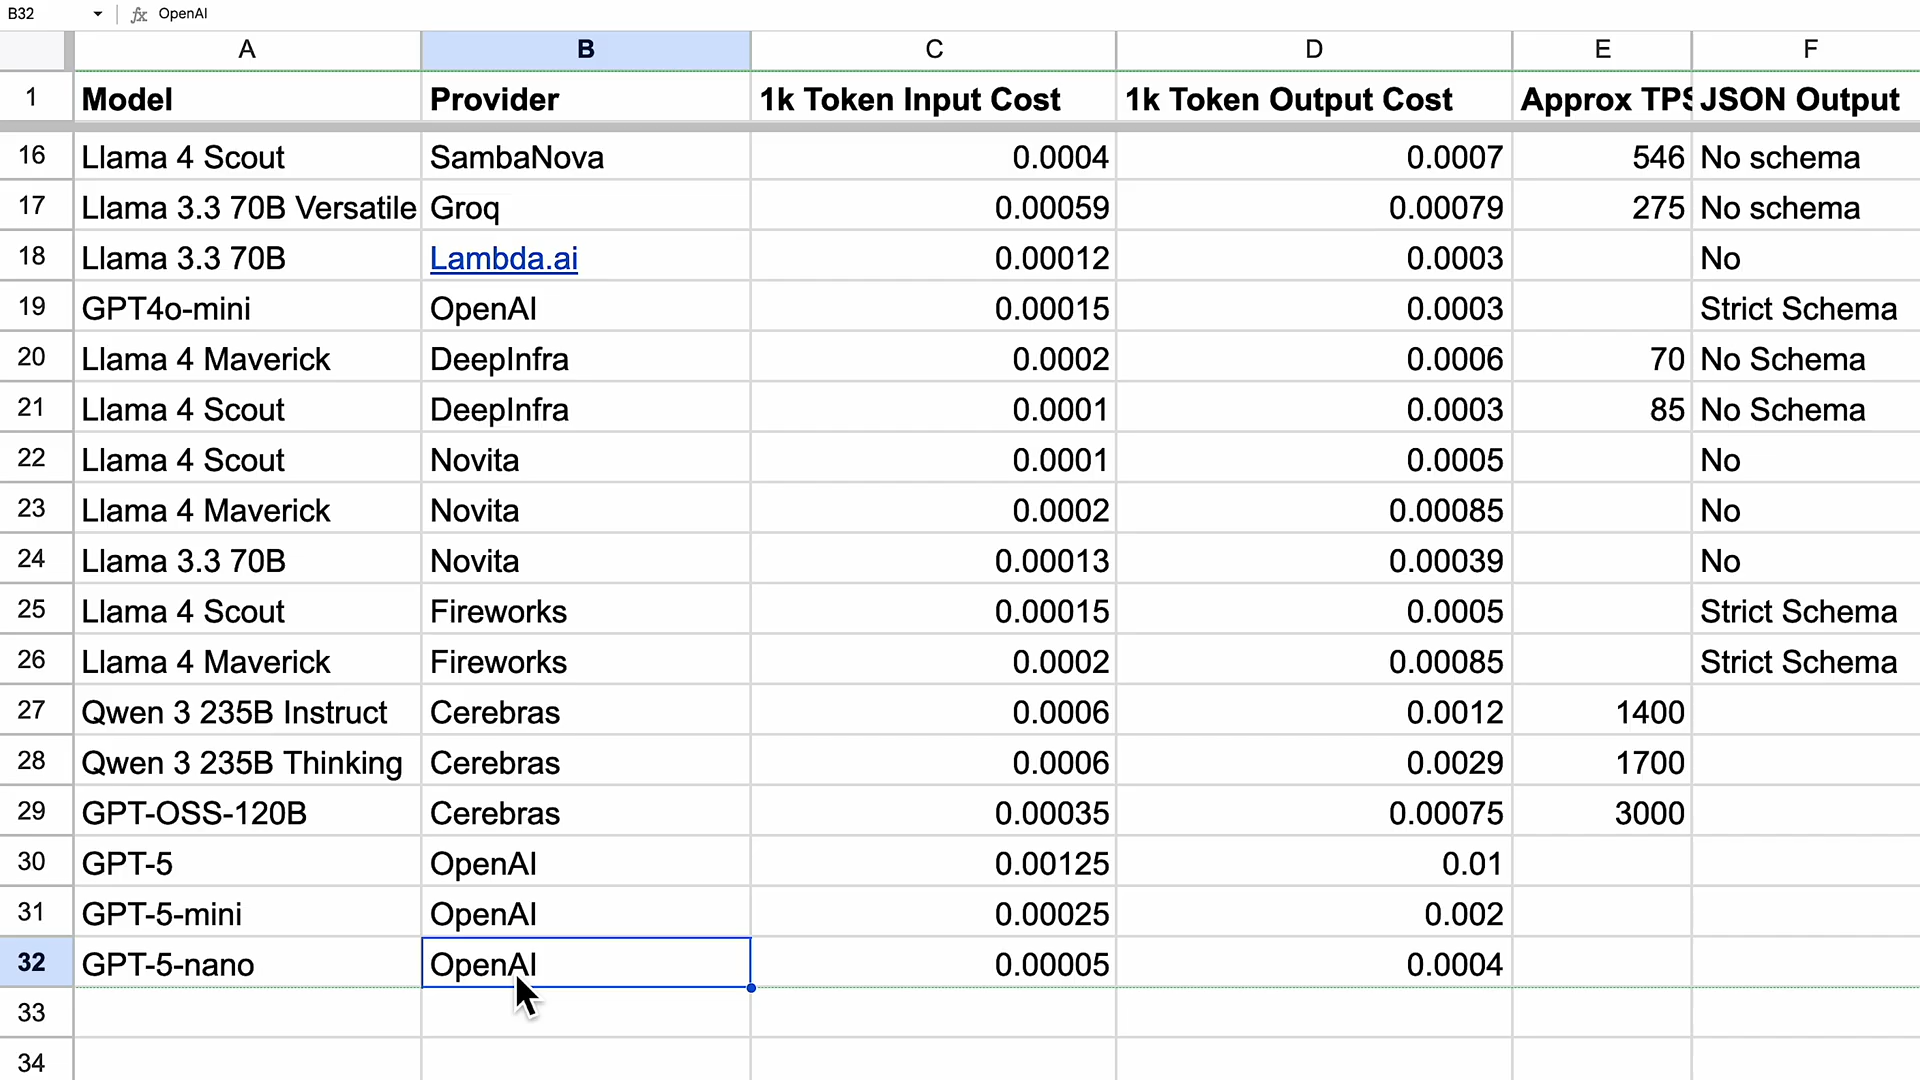 B32 fx OpenAI
A B C D E F
1 Model Provider 1k Token Input Cost 1k Token Output Cost Approx TPS JSON Output
16 Llama 4 Scout SambaNova 0.0004 0.0007 546 No schema
17 Llama 3.3 70B Versatile Groq 0.00059 0.00079 275 No schema
18 Llama 3.3 70B Lambda.ai 0.00012 0.0003 No
19 GPT4o-mini OpenAI 0.00015 0.0003 Strict Schema
20 Llama 4 Maverick DeepInfra 0.0002 0.0006 70 No Schema
21 Llama 4 Scout DeepInfra 0.0001 0.0003 85 No Schema
22 Llama 4 Scout Novita 0.0001 0.0005 No
23 Llama 4 Maverick Novita 0.0002 0.00085 No
24 Llama 3.3 70B Novita 0.00013 0.00039 No
25 Llama 4 Scout Fireworks 0.00015 0.0005 Strict Schema
26 Llama 4 Maverick Fireworks 0.0002 0.00085 Strict Schema
27 Qwen 3 235B Instruct Cerebras 0.0006 0.0012 1400
28 Qwen 3 235B Thinking Cerebras 0.0006 0.0029 1700
29 GPT-OSS-120B Cerebras 0.00035 0.00075 3000
30 GPT-5 OpenAI 0.00125 0.01
31 GPT-5-mini OpenAI 0.00025 0.002
32 GPT-5-nano OpenAI 0.00005 0.0004
33
34